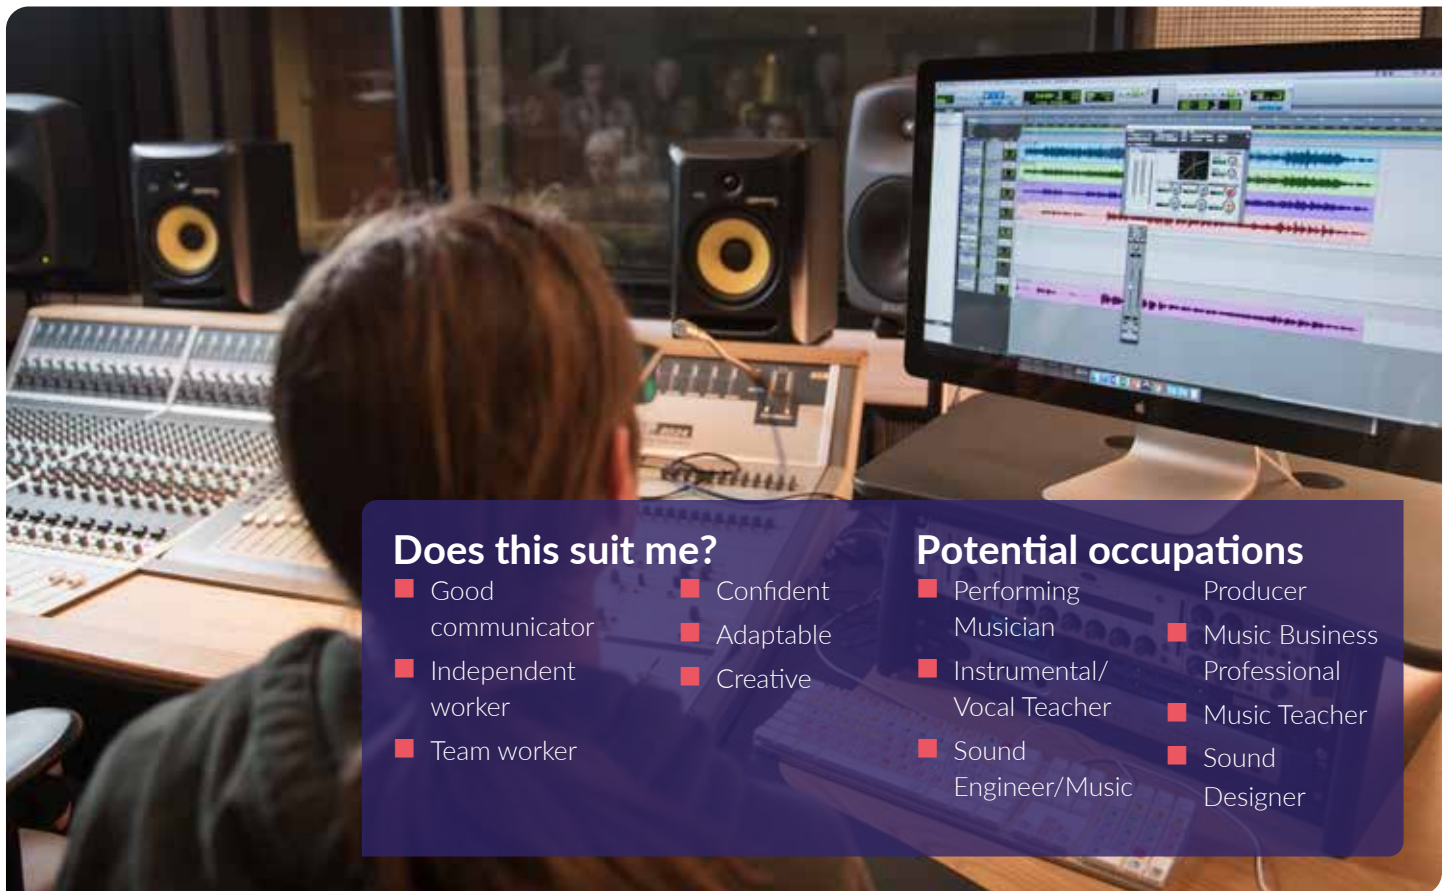 Does this suit me?
Good
communicator
Independent
worker
Team worker
Confident
Adaptable
Creative
Potential occupations
Performing
Musician
Instrumental/
Vocal Teacher
Sound
Engineer/Music
Producer
Music Business
Professional
Music Teacher
Sound
Designer